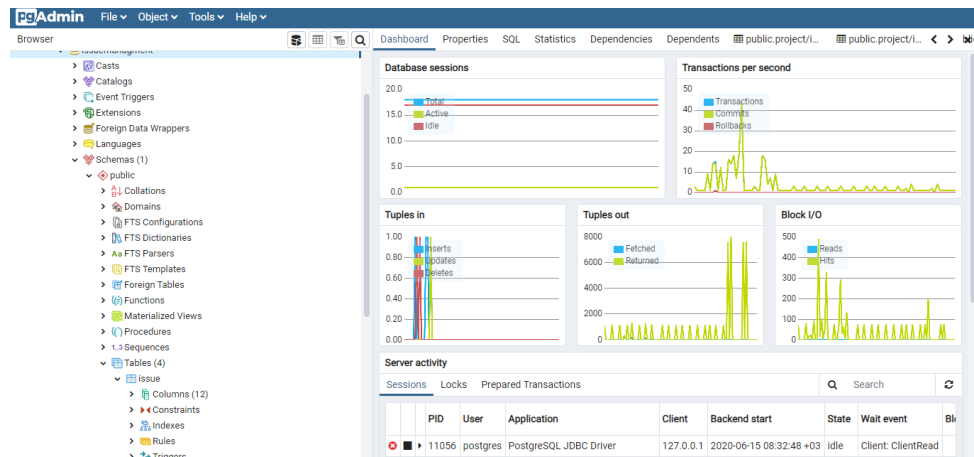 pgAdmin File Object Tools Help
Browser
Dashboard Properties SQL Statistics Dependencies Dependents public.project/i... public.project/i...
Casts
Catalogs
Event Triggers
Extensions
Foreign Data Wrappers
Languages
Schemas (1)
public
Collations
Domains
FTS Configurations
FTS Dictionaries
Aa FTS Parsers
FTS Templates
Foreign Tables
Functions
Materialized Views
Procedures
1..3 Sequences
Tables (4)
issue
Columns (12)
Constraints
Indexes
Rules
Triggers
Database sessions
20.0
15.0
10.0
5.0
0.0
Total
Active
Idle
Transactions per second
50
40
30
20
10
0
Transactions
Commits
Rollbacks
Tuples in
1.00
0.80
0.60
0.40
0.20
0.00
Inserts
Updates
Deletes
Tuples out
8000
6000
4000
2000
0
Fetched
Returned
Block I/O
500
400
300
200
100
0
Reads
Hits
Server activity
Sessions Locks Prepared Transactions Search
PID User Application Client Backend start State Wait event
11056 postgres PostgreSQL JDBC Driver 127.0.0.1 2020-06-15 08:32:48 +03 idle Client: ClientRead